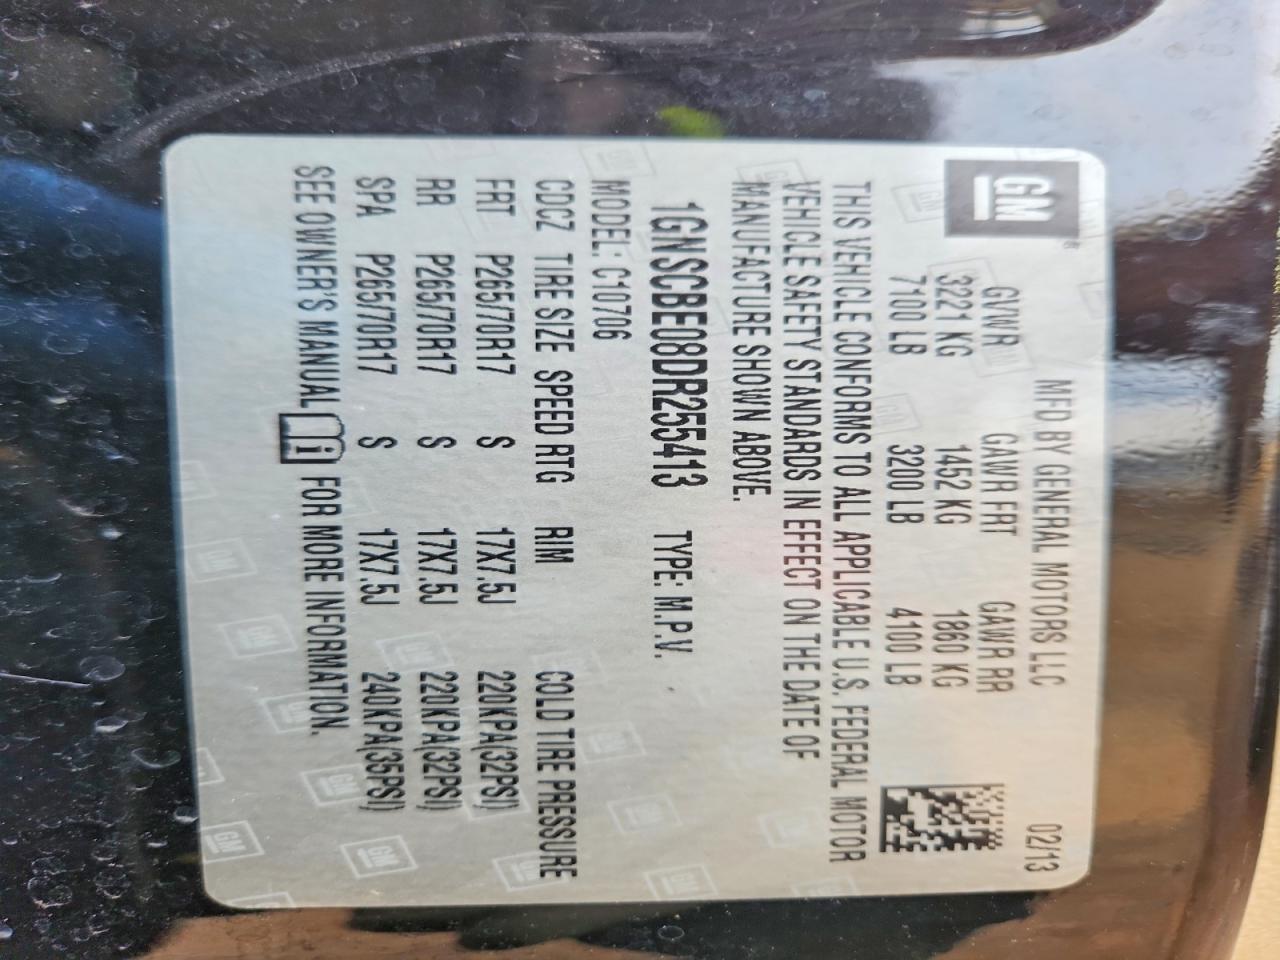 GM
MFD BY GENERAL MOTORS LLC 02/13
GVWR GAWR FRT GAWR RR
3221 KG 1452 KG 1860 KG
7100 LB 3200 LB 4100 LB
THIS VEHICLE CONFORMS TO ALL APPLICABLE U.S. FEDERAL MOTOR
VEHICLE SAFETY STANDARDS IN EFFECT ON THE DATE OF
MANUFACTURE SHOWN ABOVE.
1GNSCBE08DR255413 TYPE: M.P.V.
MODEL: C10706
CDCZ TIRE SIZE SPEED RTG RIM COLD TIRE PRESSURE
FRT P265/70R17 S 17X7.5J 220KPA(32PSI)
RR P265/70R17 S 17X7.5J 220KPA(32PSI)
SPA P265/70R17 S 17X7.5J 240KPA(35PSI)
SEE OWNER'S MANUAL i FOR MORE INFORMATION.